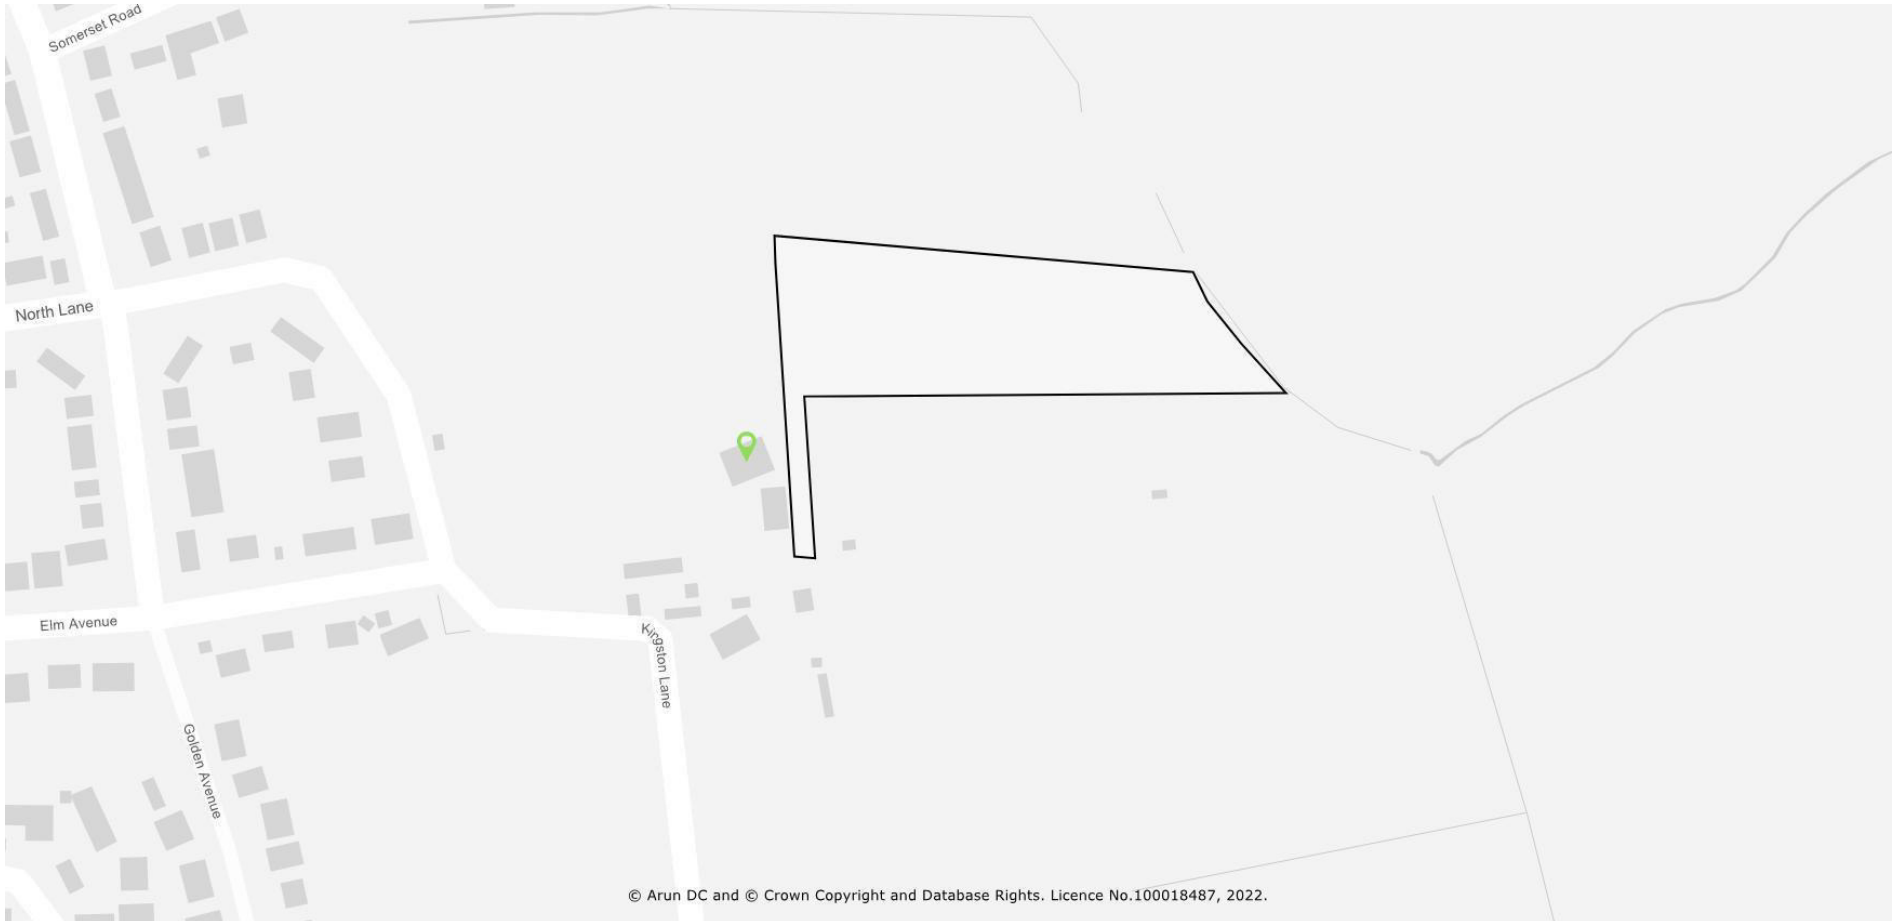 Somerset Road
North Lane
Elm Avenue
Kingston Lane
Golden Avenue
© Arun DC and © Crown Copyright and Database Rights. Licence No.100018487, 2022.